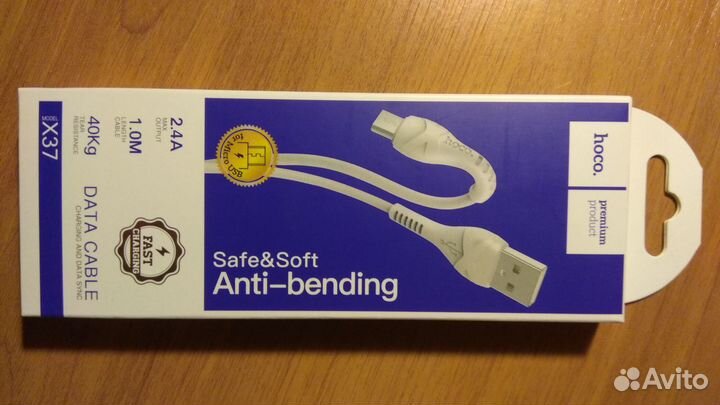 MODEL X37
2.4A
MAX.
OUTPUT
1.0M
LENGTH
CABLE
40Kg
TEAR
RESISTANCE
DATA CABLE
CHARGING AND DATA SYNC
FAST
CHARGING
for Micro USB
hoco.
Safe&Soft
Anti-bending
hoco.
premium
product
Avito